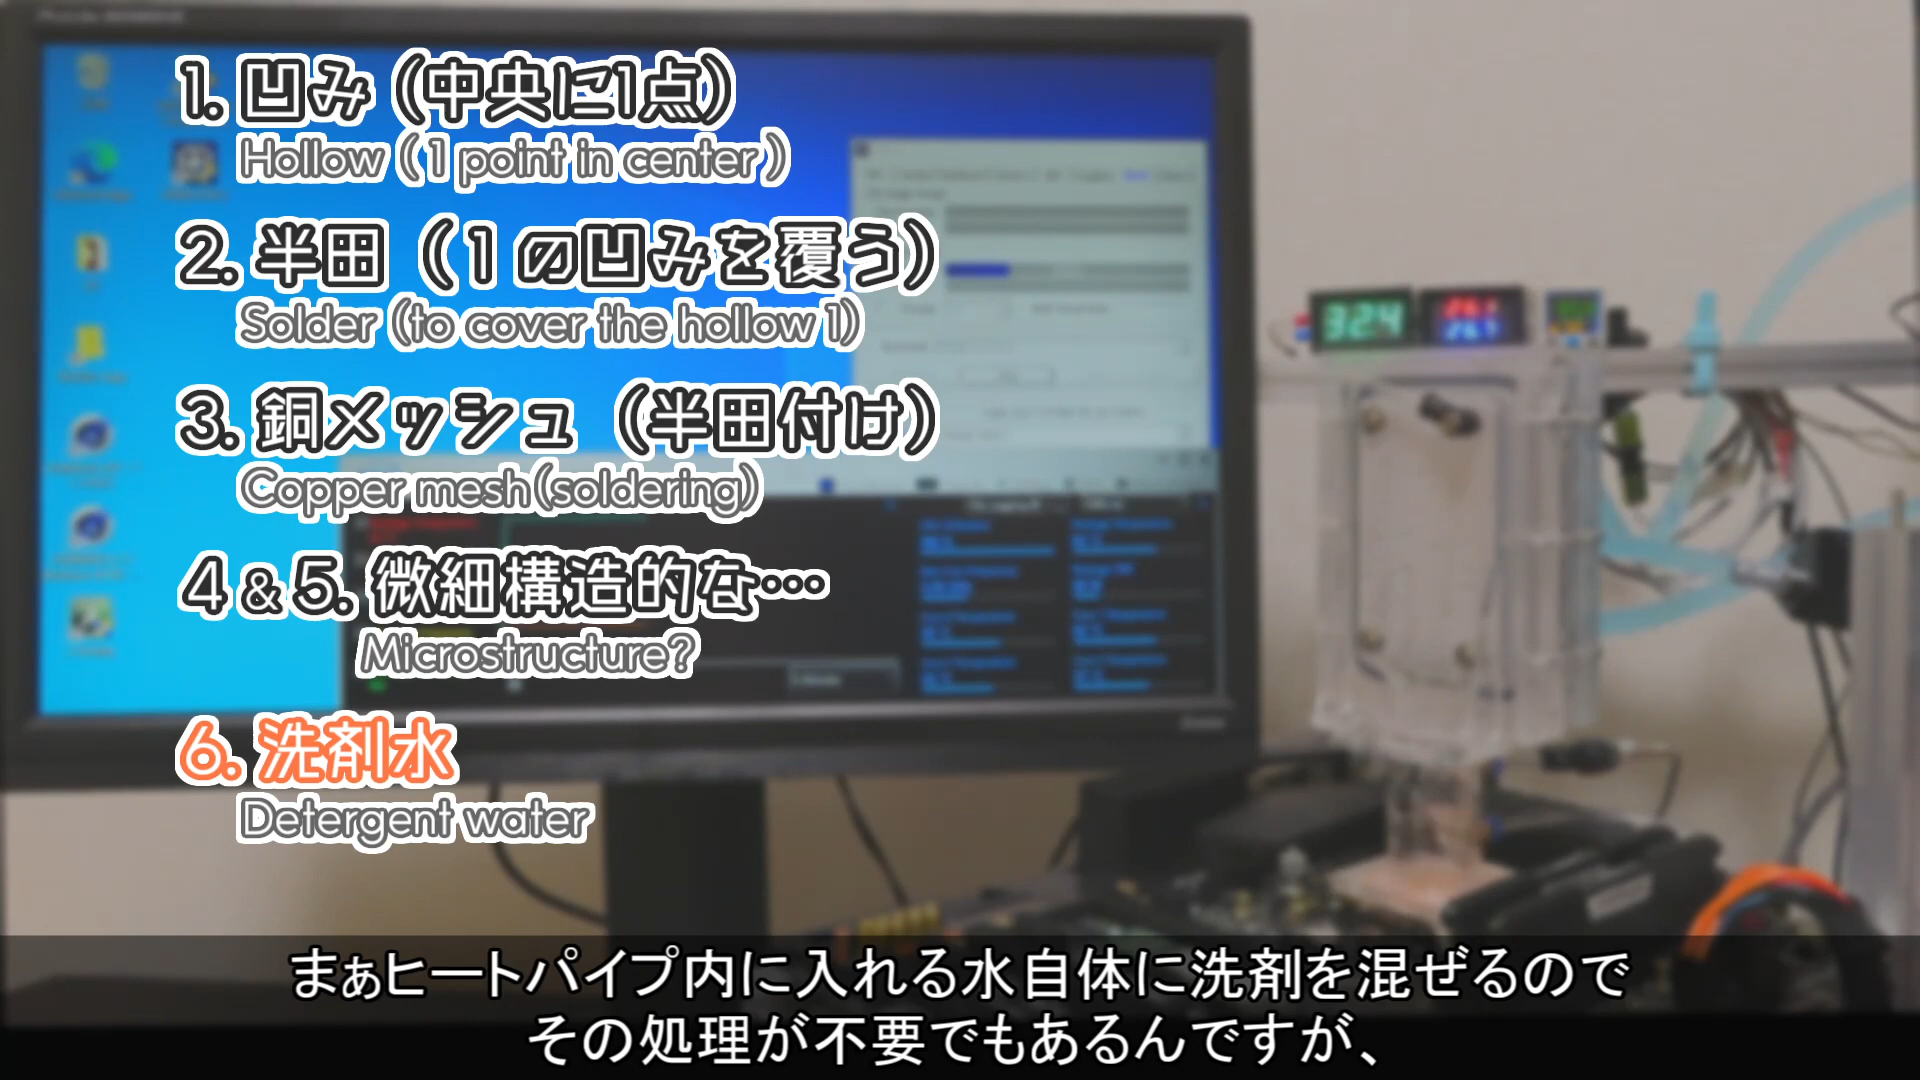 1. 凹み（中央に1点）
Hollow ( 1 point in center )
2. 半田（１の凹みを覆う）
Solder (to cover the hollow 1)
3. 銅メッシュ（半田付け）
Copper mesh(soldering)
4 & 5. 微細構造的な…
Microstructure?
6. 洗剤水
Detergent water
324
26.1
26.7
まぁヒートパイプ内に入れる水自体に洗剤を混ぜるので
その処理が不要でもあるんですが、